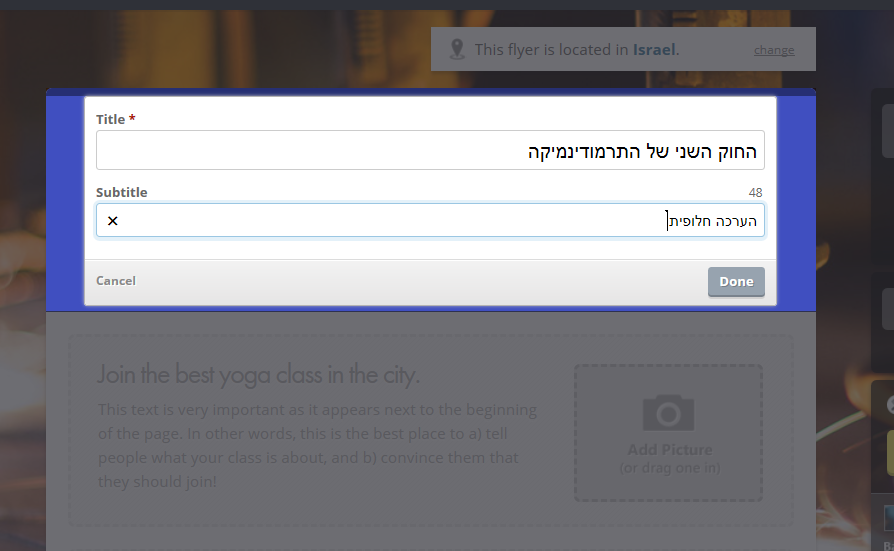 This flyer is located in Israel. change
Title *
החוק השני של התרמודינמיקה
Subtitle 48
הערכה חלופית
Cancel Done
Join the best yoga class in the city.
This text is very important as it appears next to the beginning
of the page. In other words, this is the best place to a) tell
people what your class is about, and b) convince them that
they should join!
Add Picture
(or drag one in)